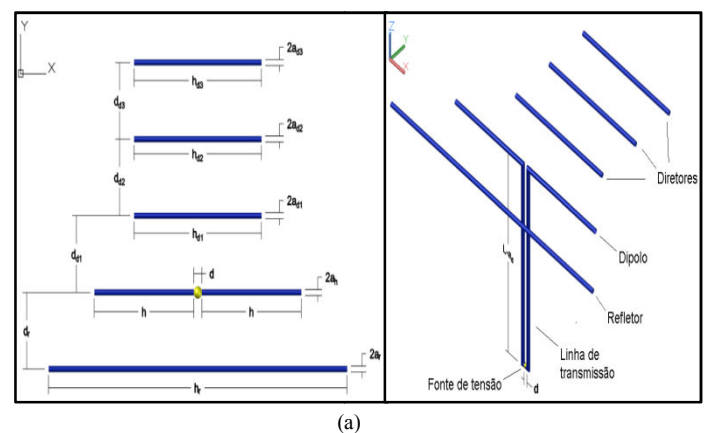 Y
X
2a_d3
h_d3
d_d3
2a_d2
h_d2
d_d2
2a_d1
h_d1
d_d1
d
2a_h
h
h
d_r
2a_r
h_r
Z
Y
X
Diretores
Dipolo
Refletor
Linha de
transmissão
Fonte de tensão
d
(a)